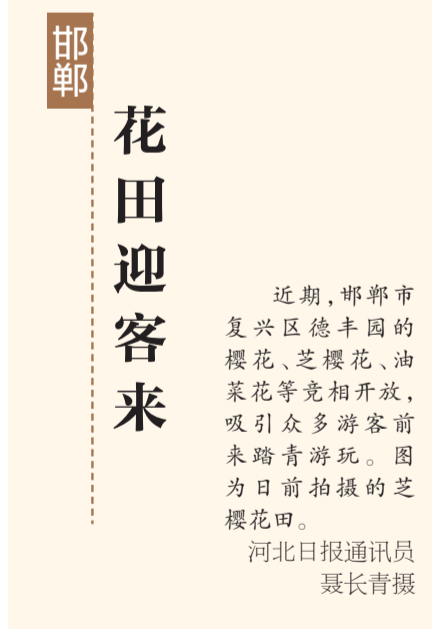 邯郸
花田迎客来
近期,邯郸市
复兴区德丰园的
樱花、芝樱花、油
菜花等竞相开放,
吸引众多游客前
来踏青游玩。图
为日前拍摄的芝
樱花田。
河北日报通讯员
聂长青摄